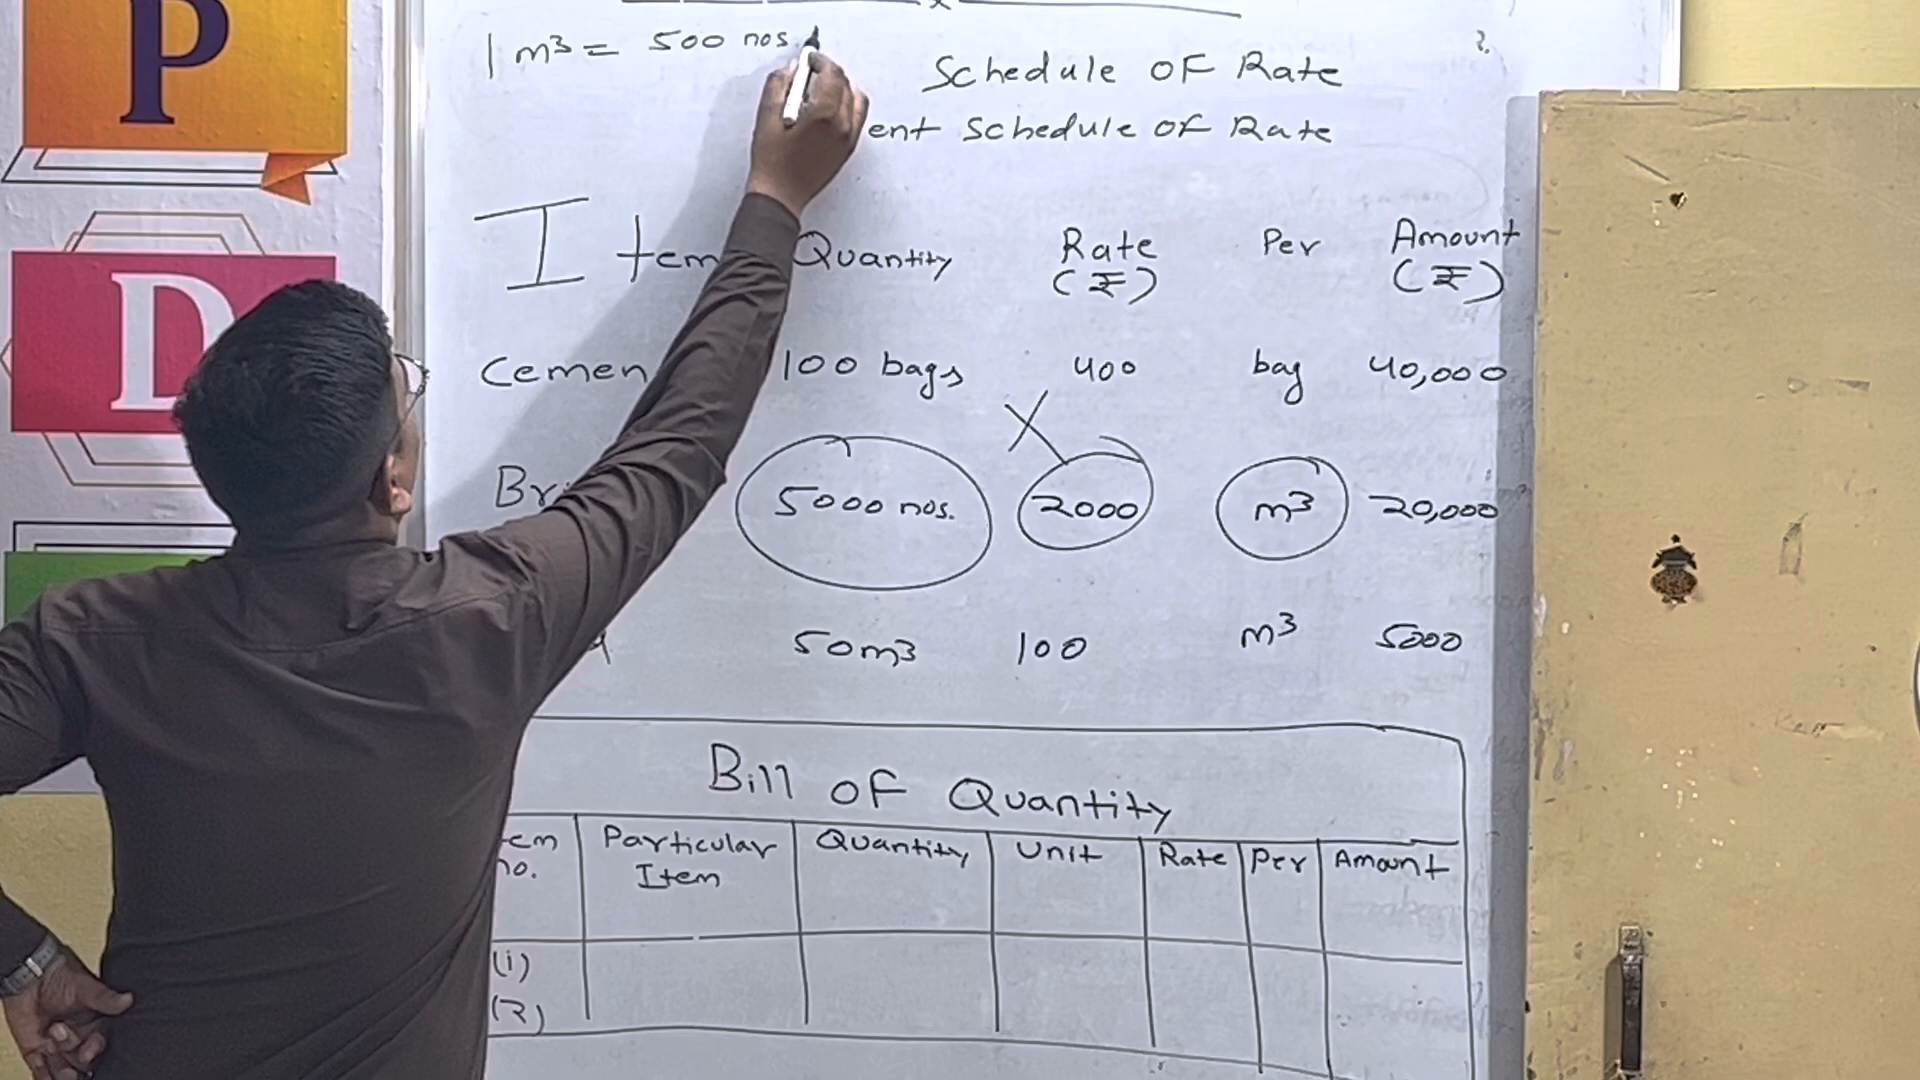 P
D
1 m³ = 500 nos.
Schedule OF Rate
ent Schedule of Rate
Item Quantity Rate (₹) Per Amount (₹)
Cemen 100 bags 400 bag 40,000
Bri 5000 nos. 2000 m³ 20,000
50m³ 100 m³ 5000
Bill of Quantity
em no. Particular Item Quantity Unit Rate Per Amount
(1)
(2)